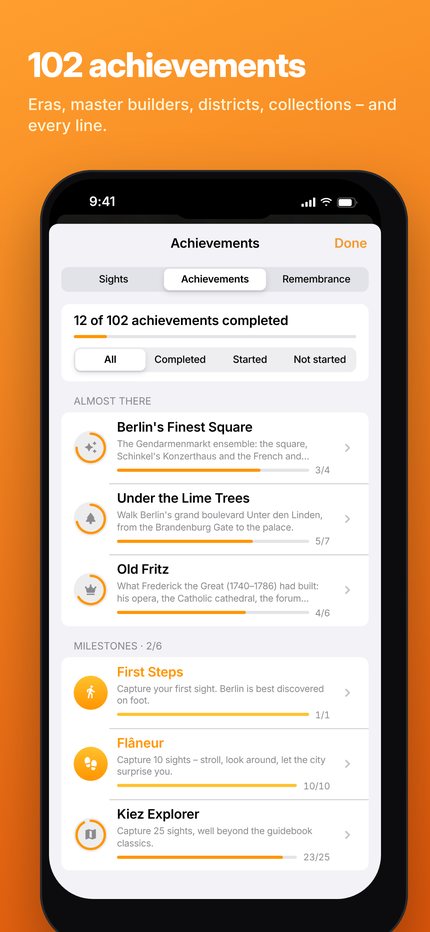 102 achievements
Eras, master builders, districts, collections – and
every line.
9:41
Achievements
Done
Sights
Achievements
Remembrance
12 of 102 achievements completed
All
Completed
Started
Not started
ALMOST THERE
Berlin's Finest Square
The Gendarmenmarkt ensemble: the square,
Schinkel's Konzerthaus and the French and...
3/4
Under the Lime Trees
Walk Berlin's grand boulevard Unter den Linden,
from the Brandenburg Gate to the palace.
5/7
Old Fritz
What Frederick the Great (1740–1786) had built:
his opera, the Catholic cathedral, the forum...
4/6
MILESTONES · 2/6
First Steps
Capture your first sight. Berlin is best discovered
on foot.
1/1
Flâneur
Capture 10 sights – stroll, look around, let the city
surprise you.
10/10
Kiez Explorer
Capture 25 sights, well beyond the guidebook
classics.
23/25